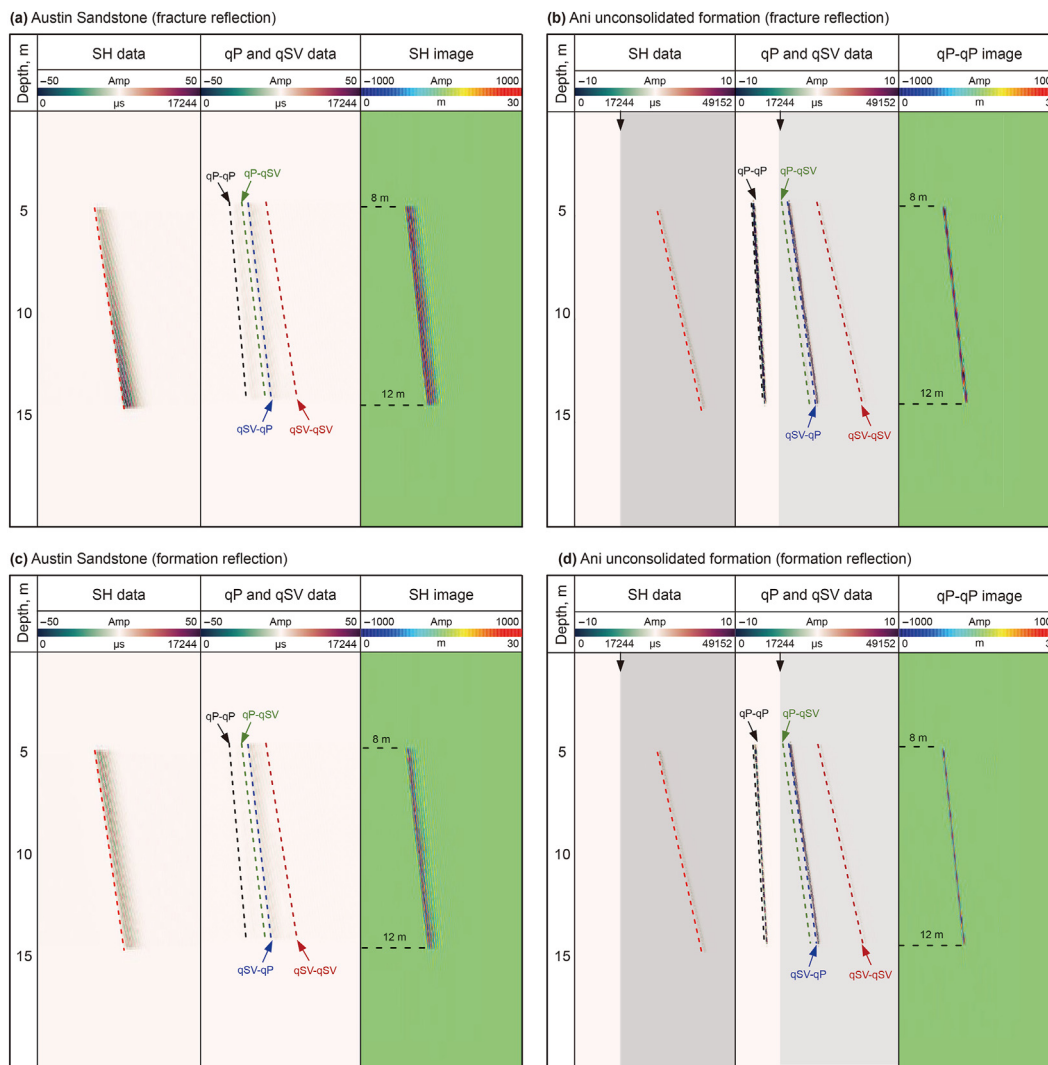 (a) Austin Sandstone (fracture reflection)
Depth, m
SH data
qP and qSV data
SH image
−50 Amp 50
−50 Amp 50
−1000 Amp 1000
0 µs 17244
0 µs 17244
0 m 30
qP-qP
qP-qSV
8 m
5
10
12 m
15
qSV-qP
qSV-qSV
(b) Ani unconsolidated formation (fracture reflection)
Depth, m
SH data
qP and qSV data
qP-qP image
−10 Amp 10
−10 Amp 10
−1000 Amp 100
0 17244 µs 49152
0 17244 µs 49152
0 m 3
qP-qP
qP-qSV
8 m
5
10
12 m
15
qSV-qP
qSV-qSV
(c) Austin Sandstone (formation reflection)
Depth, m
SH data
qP and qSV data
SH image
−50 Amp 50
−50 Amp 50
−1000 Amp 1000
0 µs 17244
0 µs 17244
0 m 30
qP-qP
qP-qSV
8 m
5
10
12 m
15
qSV-qP
qSV-qSV
(d) Ani unconsolidated formation (formation reflection)
Depth, m
SH data
qP and qSV data
qP-qP image
−10 Amp 10
−10 Amp 10
−1000 Amp 100
0 17244 µs 49152
0 17244 µs 49152
0 m 3
qP-qP
qP-qSV
8 m
5
10
12 m
15
qSV-qP
qSV-qSV